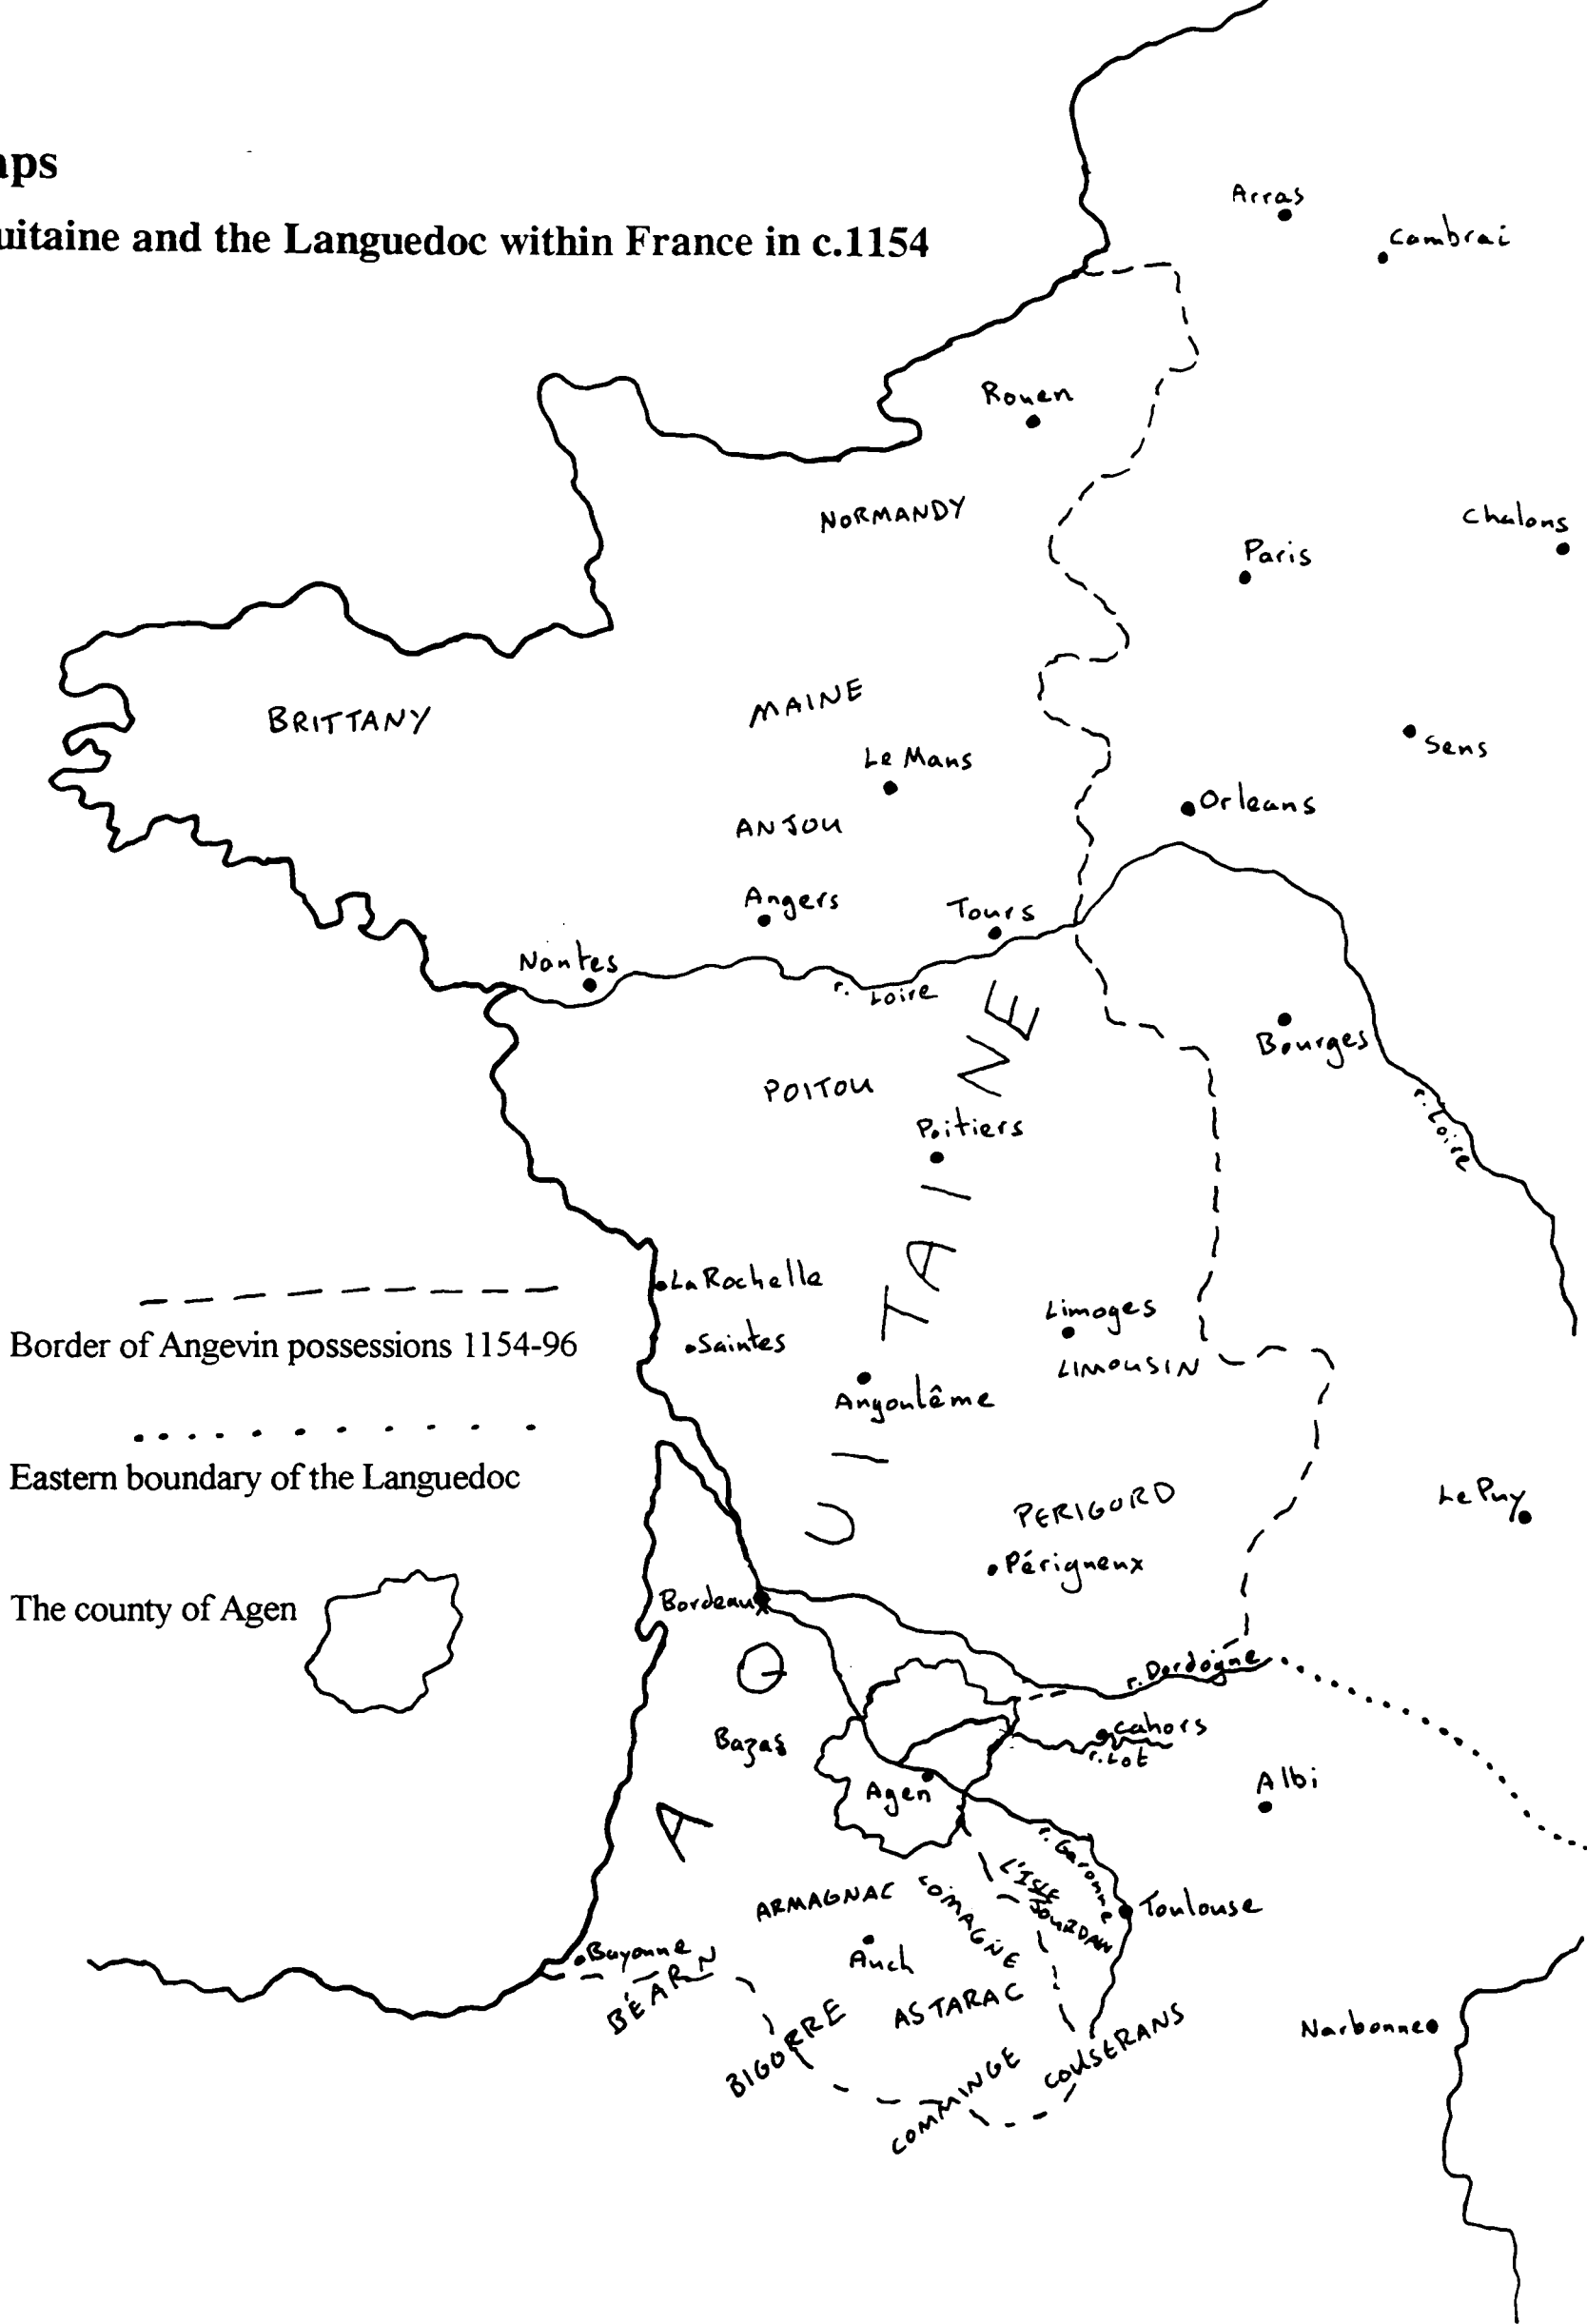 aps
uitaine and the Languedoc within France in c.1154
Arras
Cambrai
Rouen
NORMANDY
Chalons
Paris
BRITTANY
MAINE
Le Mans
Sens
Orleans
ANJOU
Angers
Tours
Nantes
r. Loire
Bourges
r. Loire
POITOU
Poitiers
AQUITAINE
La Rochelle
Saintes
Limoges
LIMOUSIN
Angoulême
Border of Angevin possessions 1154-96
Eastern boundary of the Languedoc
The county of Agen
PERIGORD
Périgneux
Le Puy
Bordeaux
r. Dordogne
Bazas
Cahors
r. Lot
Agen
Albi
r. Garonne
L'ISLE
JOURDAN
Toulouse
ARMAGNAC
LOMAGNE
Auch
Bayonne
BÉARN
BIGORRE
ASTARAC
COMMINGE
COUSERANS
Narbonne